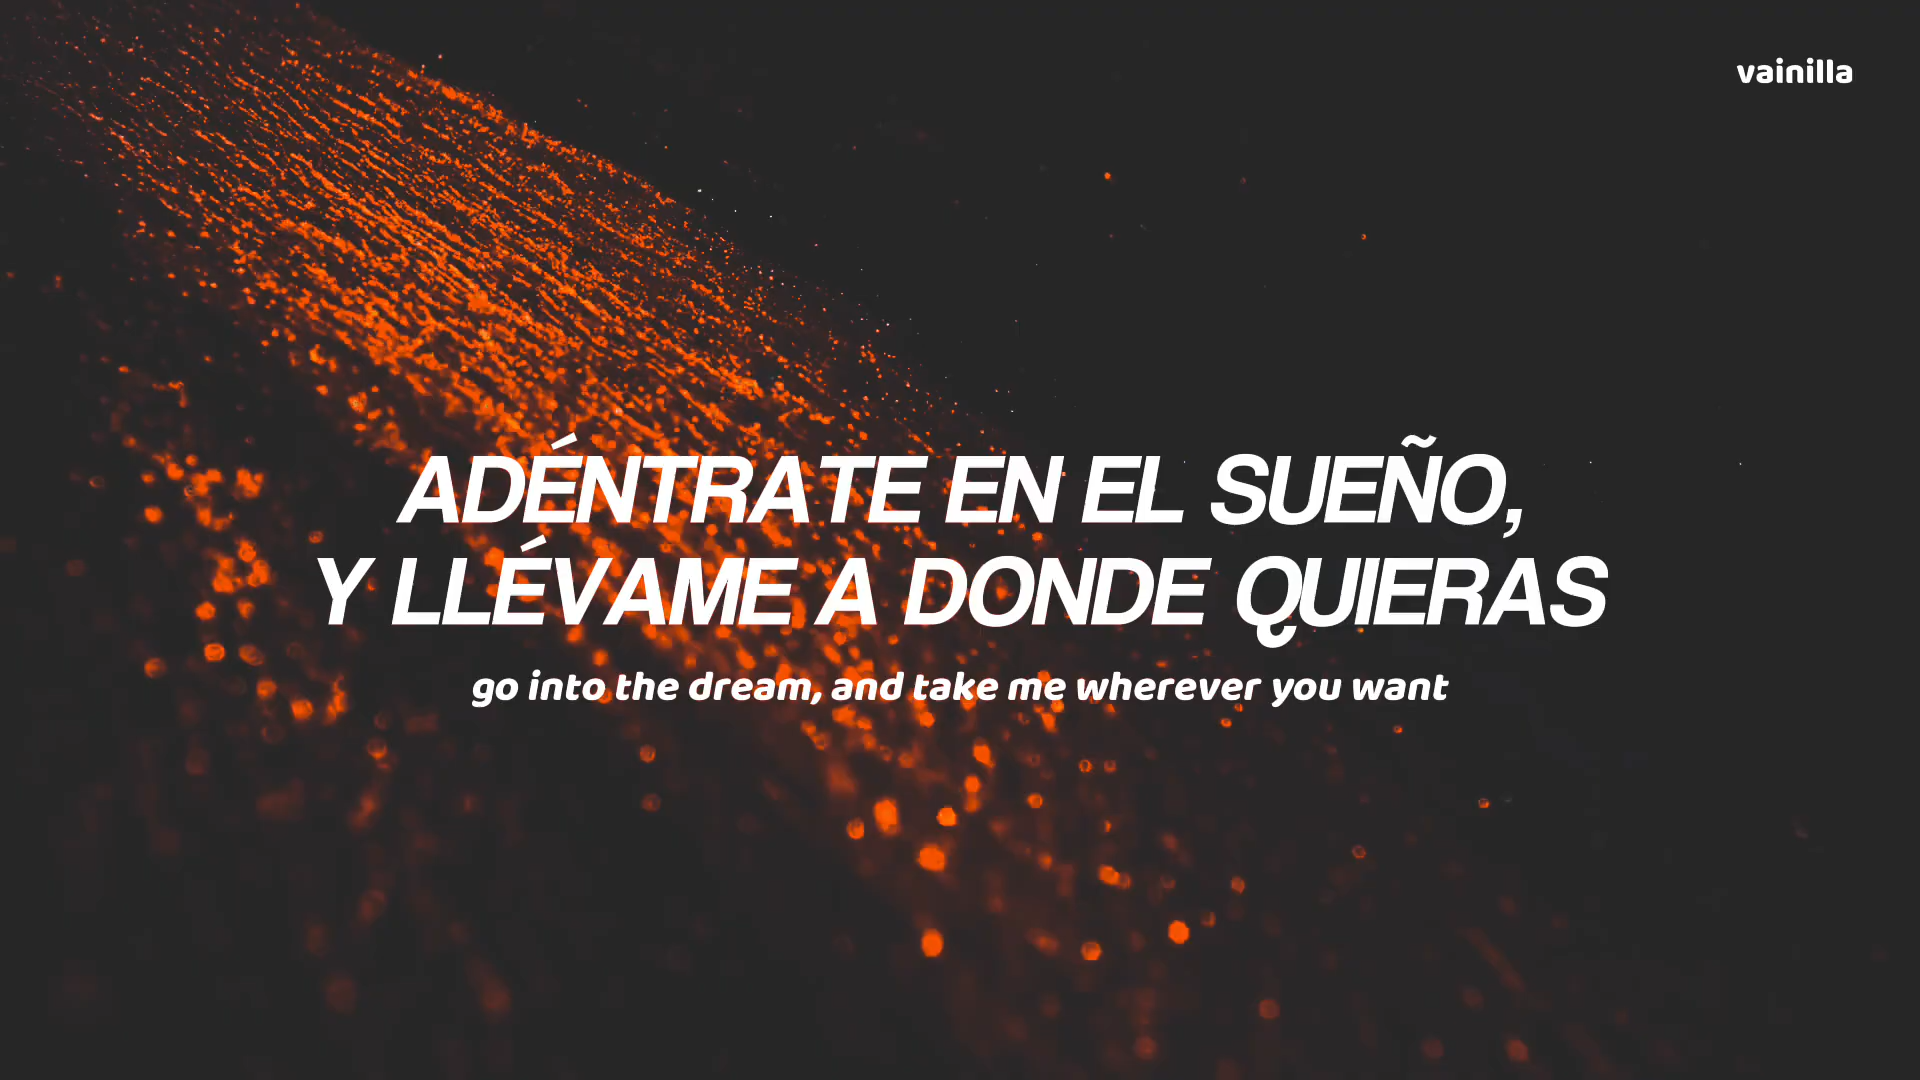 vainilla
ADÉNTRATE EN EL SUEÑO,
Y LLÉVAME A DONDE QUIERAS
go into the dream, and take me wherever you want